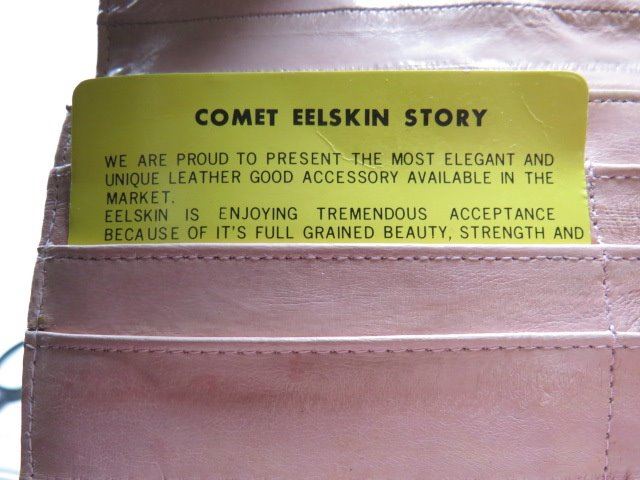 COMET EELSKIN STORY
WE ARE PROUD TO PRESENT THE MOST ELEGANT AND
UNIQUE LEATHER GOOD ACCESSORY AVAILABLE IN THE
MARKET.
EELSKIN IS ENJOYING TREMENDOUS ACCEPTANCE
BECAUSE OF IT'S FULL GRAINED BEAUTY, STRENGTH AND